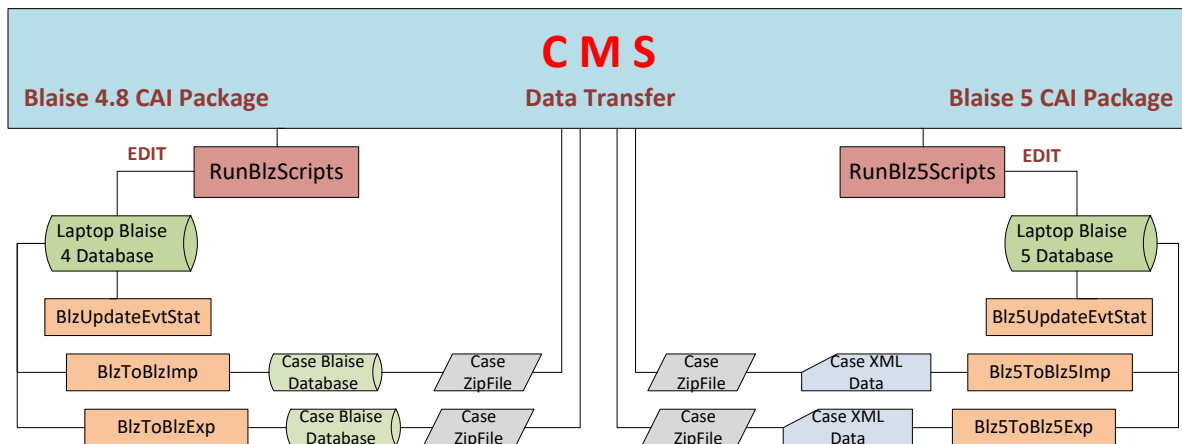 C M S
Blaise 4.8 CAI Package
Data Transfer
Blaise 5 CAI Package
EDIT
RunBlzScripts
RunBlz5Scripts
EDIT
Laptop Blaise
4 Database
Laptop Blaise
5 Database
BlzUpdateEvtStat
Blz5UpdateEvtStat
BlzToBlzImp
Case Blaise
Database
Case
ZipFile
Case
ZipFile
Case XML
Data
Blz5ToBlz5Imp
BlzToBlzExp
Case Blaise
Database
Case
ZipFile
Case
ZipFile
Case XML
Data
Blz5ToBlz5Exp